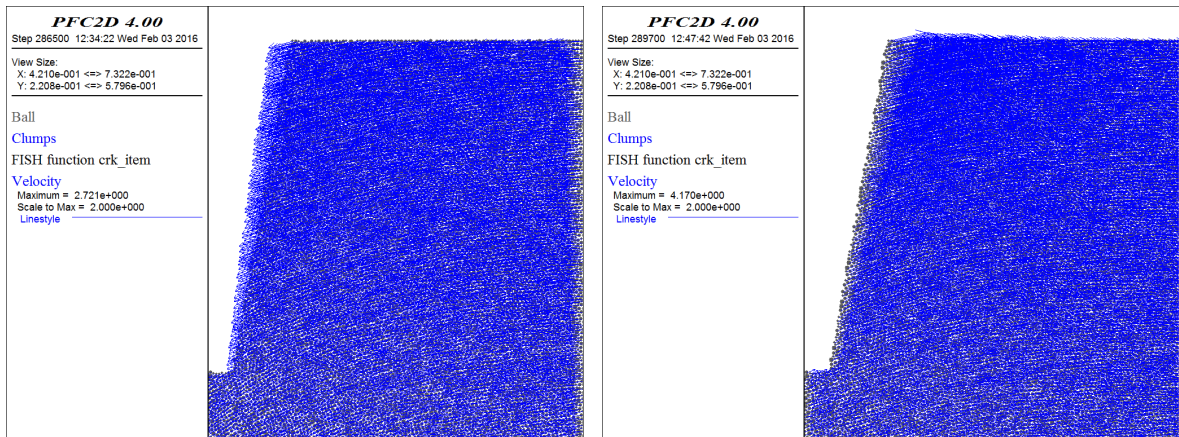 PFC2D 4.00
Step 286500 12:34:22 Wed Feb 03 2016
View Size:
X: 4.210e-001 <=> 7.322e-001
Y: 2.208e-001 <=> 5.796e-001
Ball
Clumps
FISH function crk_item
Velocity
Maximum = 2.721e+000
Scale to Max = 2.000e+000
Linestyle
PFC2D 4.00
Step 289700 12:47:42 Wed Feb 03 2016
View Size:
X: 4.210e-001 <=> 7.322e-001
Y: 2.208e-001 <=> 5.796e-001
Ball
Clumps
FISH function crk_item
Velocity
Maximum = 4.170e+000
Scale to Max = 2.000e+000
Linestyle